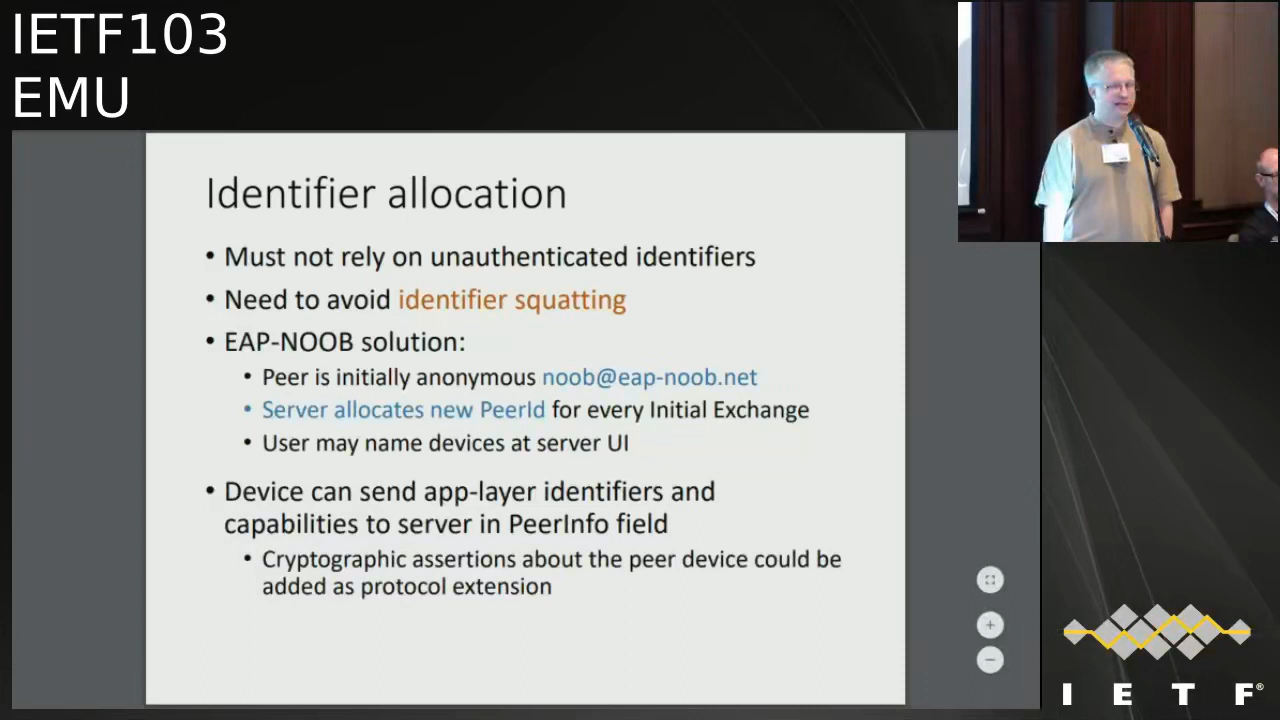 IETF103
EMU
Identifier allocation
• Must not rely on unauthenticated identifiers
• Need to avoid identifier squatting
• EAP-NOOB solution:
• Peer is initially anonymous noob@eap-noob.net
• Server allocates new PeerId for every Initial Exchange
• User may name devices at server UI
• Device can send app-layer identifiers and
capabilities to server in PeerInfo field
• Cryptographic assertions about the peer device could be
added as protocol extension
I E T F®